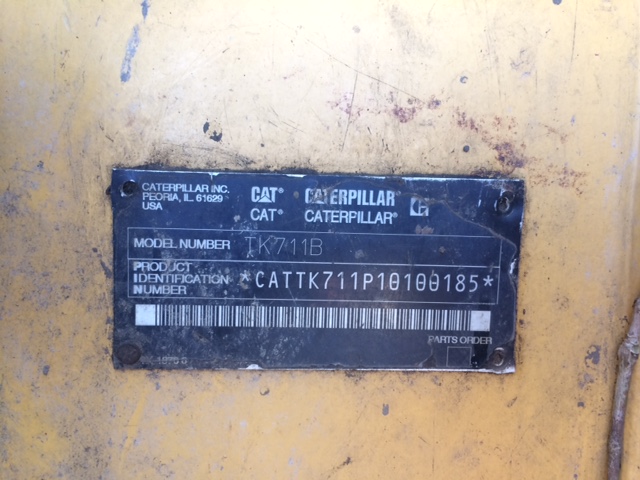 CATERPILLAR INC.
PEORIA, IL 61629
USA
CAT® CATERPILLAR
CAT® CATERPILLAR®
MODEL NUMBER TK711B
PRODUCT
IDENTIFICATION
NUMBER
*CATTK711P10100185*
PARTS ORDER